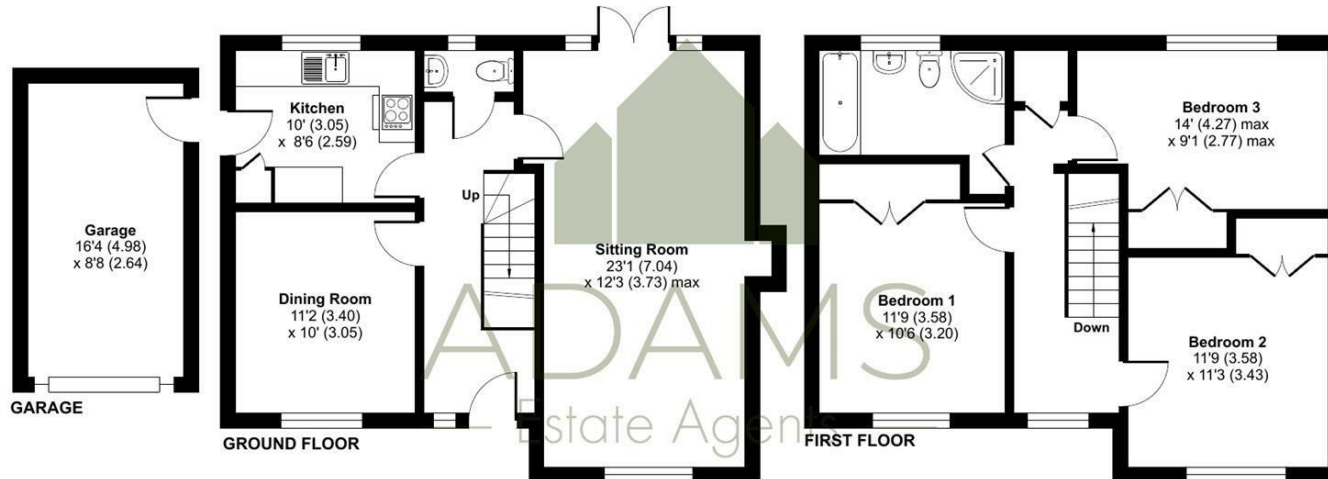 Kitchen
10' (3.05)
x 8'6 (2.59)
Up
Garage
16'4 (4.98)
x 8'8 (2.64)
Dining Room
11'2 (3.40)
x 10' (3.05)
Sitting Room
23'1 (7.04)
x 12'3 (3.73) max
GARAGE
GROUND FLOOR
Bedroom 3
14' (4.27) max
x 9'1 (2.77) max
Bedroom 1
11'9 (3.58)
x 10'6 (3.20)
Down
Bedroom 2
11'9 (3.58)
x 11'3 (3.43)
FIRST FLOOR
ADAMS
Estate Agents